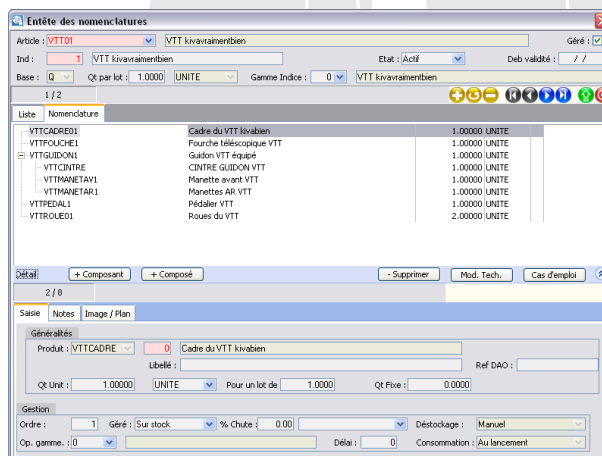 Entête des nomenclatures
Article : VTT01 VTT kivavraimentbien Géré :
Ind : 1 VTT kivavraimentbien Etat : Actif Deb validité : / /
Base : Q Qt par lot : 1.0000 UNITE Gamme Indice : 0 VTT kivavraimentbien
1 / 2
Liste Nomenclature
VTTCADRE01 Cadre du VTT kivabien 1.00000 UNITE
VTTFOUCHE1 Fourche téléscopique VTT 1.00000 UNITE
VTTGUIDON1 Guidon VTT équipé 1.00000 UNITE
VTTCINTRE CINTRE GUIDON VTT 1.00000 UNITE
VTTMANETAV1 Manette avant VTT 1.00000 UNITE
VTTMANETAR1 Manettes AR VTT 1.00000 UNITE
VTTPEDAL1 Pédalier VTT 1.00000 UNITE
VTTROUE01 Roues du VTT 2.00000 UNITE
Détail + Composant + Composé - Supprimer Mod. Tech. Cas d'emploi
2 / 8
Saisie Notes Image / Plan
Généralités
Produit : VTTCADRE 0 Cadre du VTT kivabien
Libellé : Ref DAO :
Qt Unit : 1.00000 UNITE Pour un lot de 1.0000 Qt Fixe : 0.0000
Gestion
Ordre : 1 Géré : Sur stock % Chute : 0.00 Déstockage : Manuel
Op. gamme. : 0 Délai : 0 Consommation : Au lancement